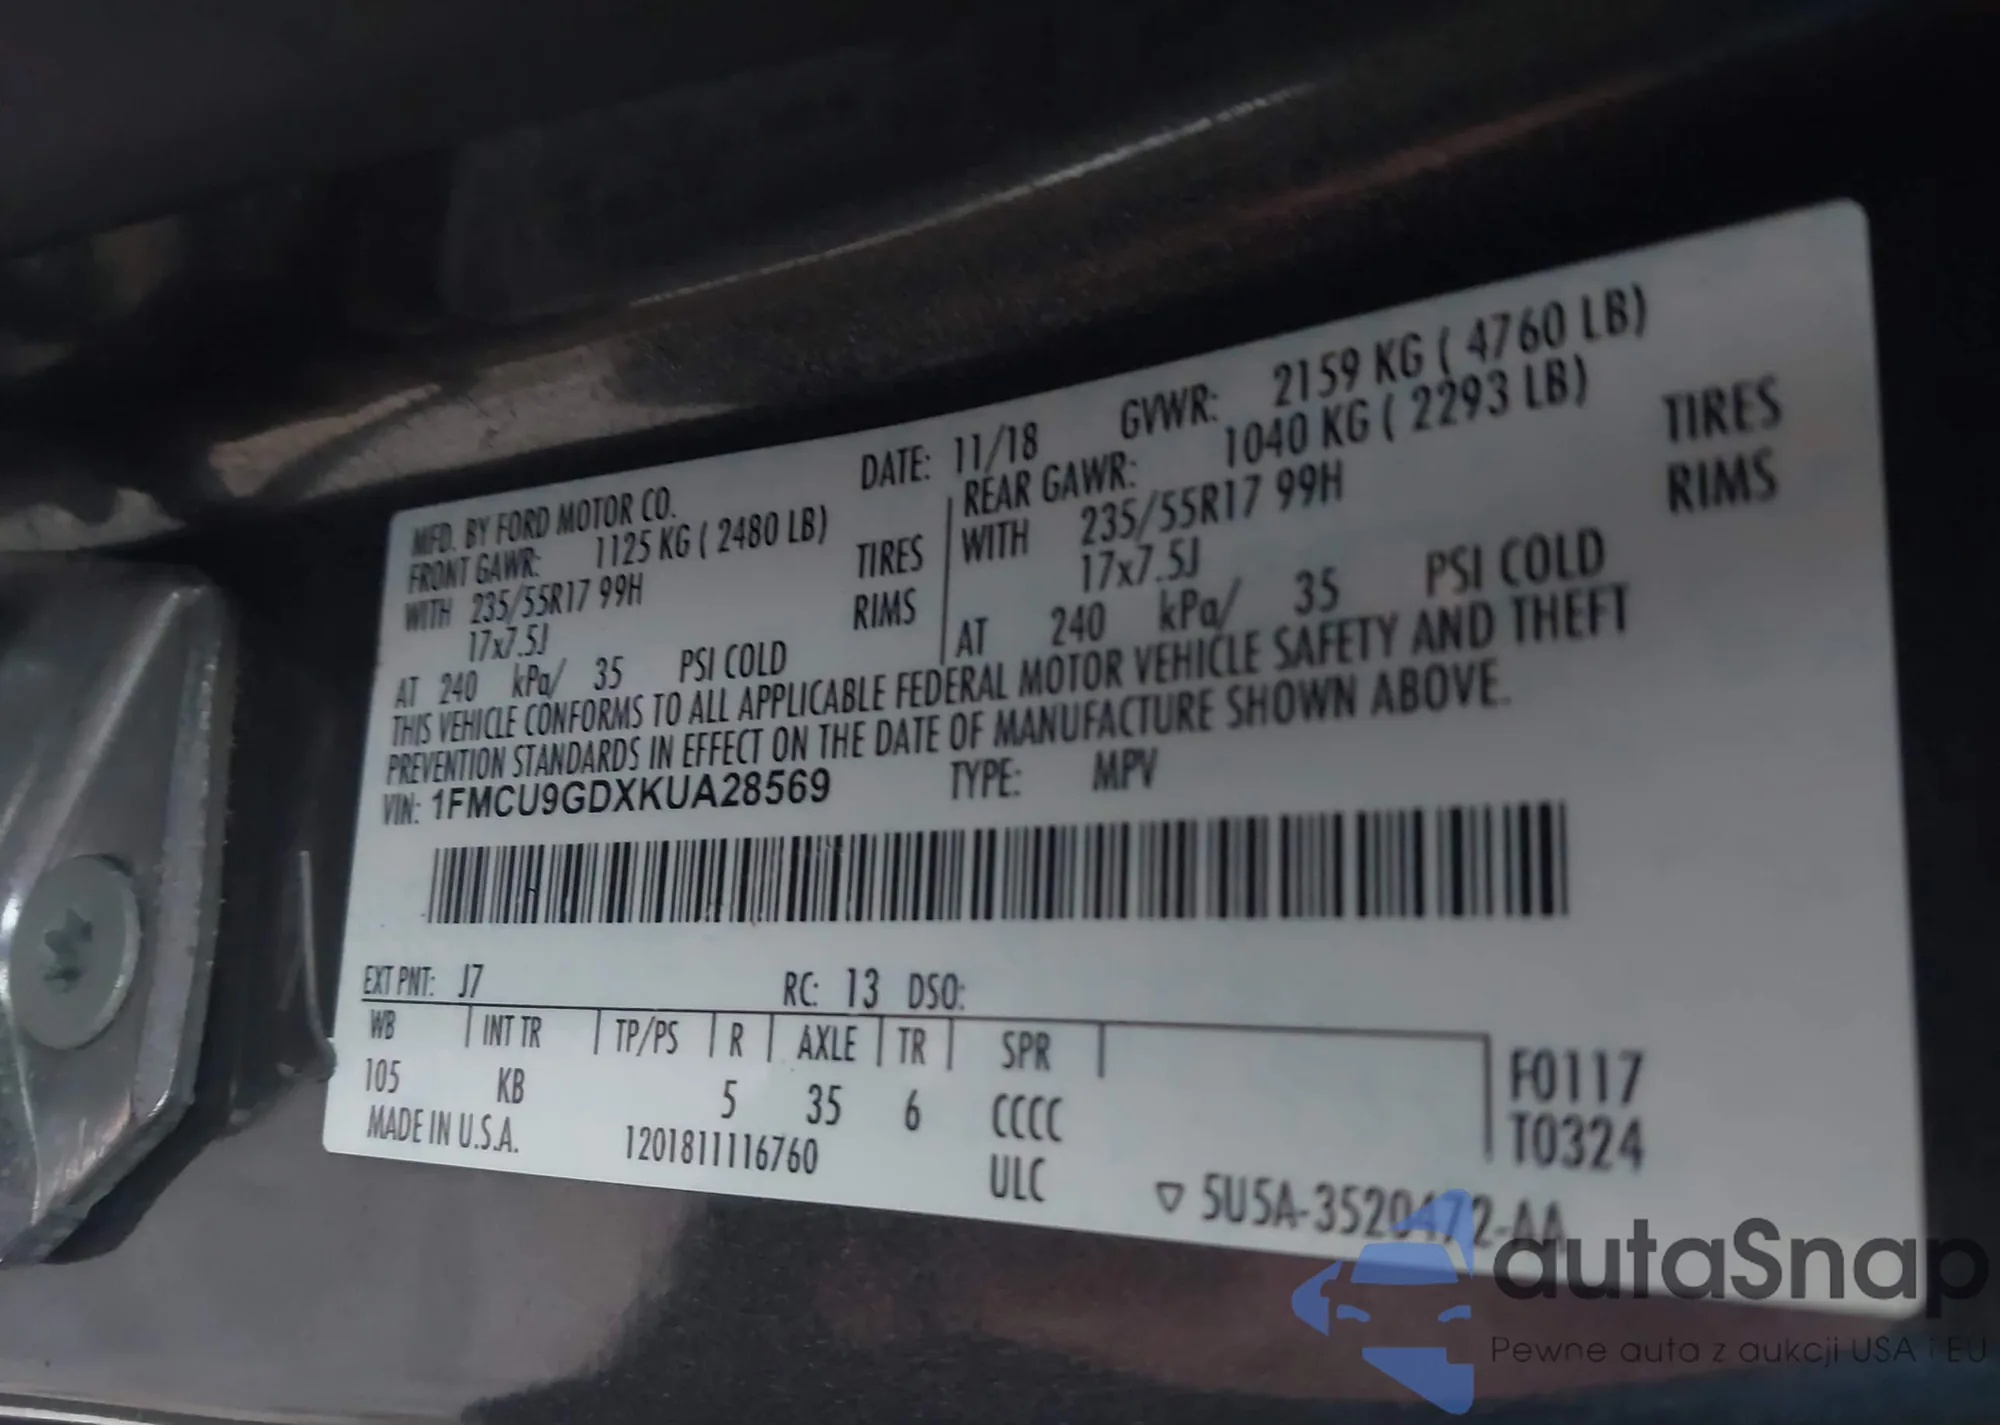 MFD. BY FORD MOTOR CO. DATE: 11/18 GVWR: 2159 KG ( 4760 LB)
FRONT GAWR: 1125 KG ( 2480 LB) REAR GAWR: 1040 KG ( 2293 LB)
WITH 235/55R17 99H TIRES WITH 235/55R17 99H TIRES
17x7.5J RIMS 17x7.5J RIMS
AT 240 kPa/ 35 PSI COLD AT 240 kPa/ 35 PSI COLD
THIS VEHICLE CONFORMS TO ALL APPLICABLE FEDERAL MOTOR VEHICLE SAFETY AND THEFT
PREVENTION STANDARDS IN EFFECT ON THE DATE OF MANUFACTURE SHOWN ABOVE.
VIN: 1FMCU9GDXKUA28569 TYPE: MPV
EXT PNT: J7 RC: 13 DSO:
WB INT TR TP/PS R AXLE TR SPR
105 KB 5 35 6 CCCC F0117
MADE IN U.S.A. 1201811116760 ULC T0324
▽ 5U5A-3520472-AA
autaSnap
Pewne auta z aukcji USA i EU